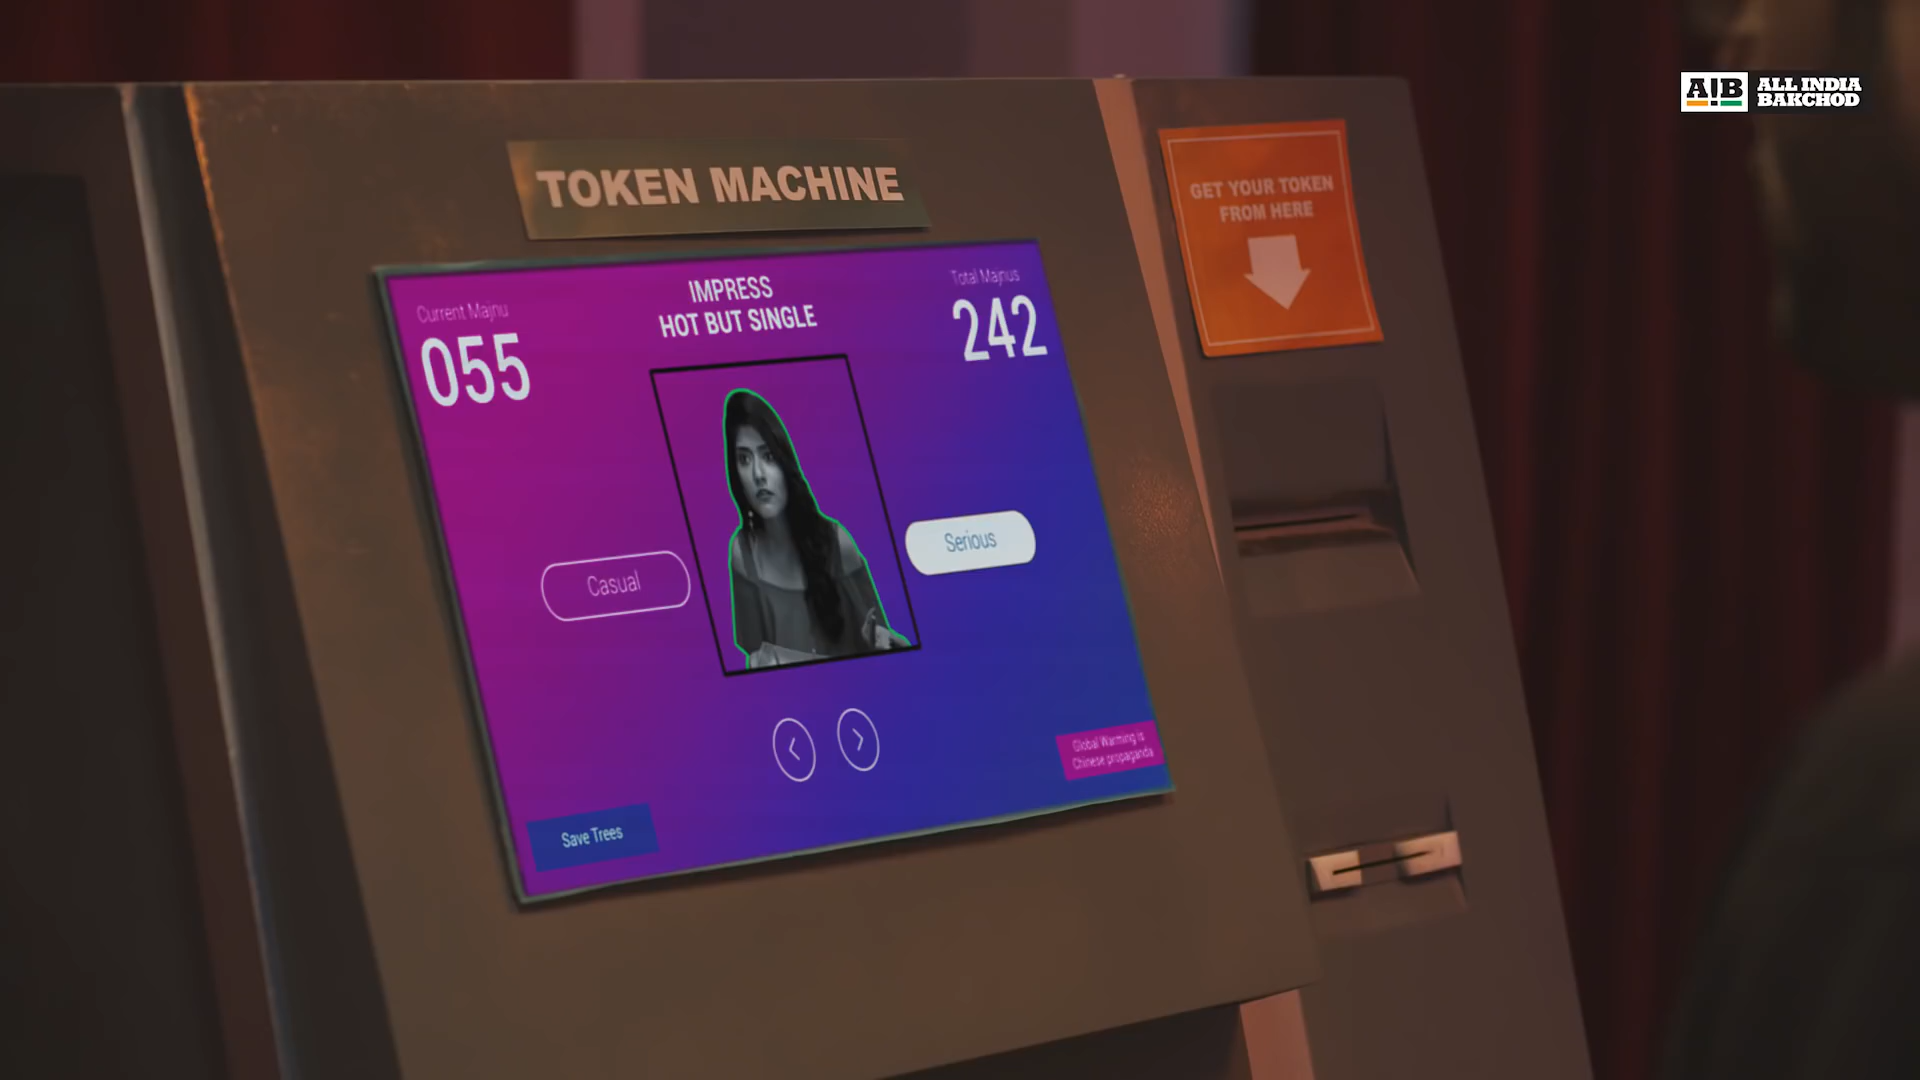 A!B
ALL INDIA
BAKCHOD
TOKEN MACHINE
GET YOUR TOKEN
FROM HERE
Current Majnu
055
IMPRESS
HOT BUT SINGLE
Total Majnus
242
Casual
Serious
Global Warming is
Chinese propaganda
Save Trees